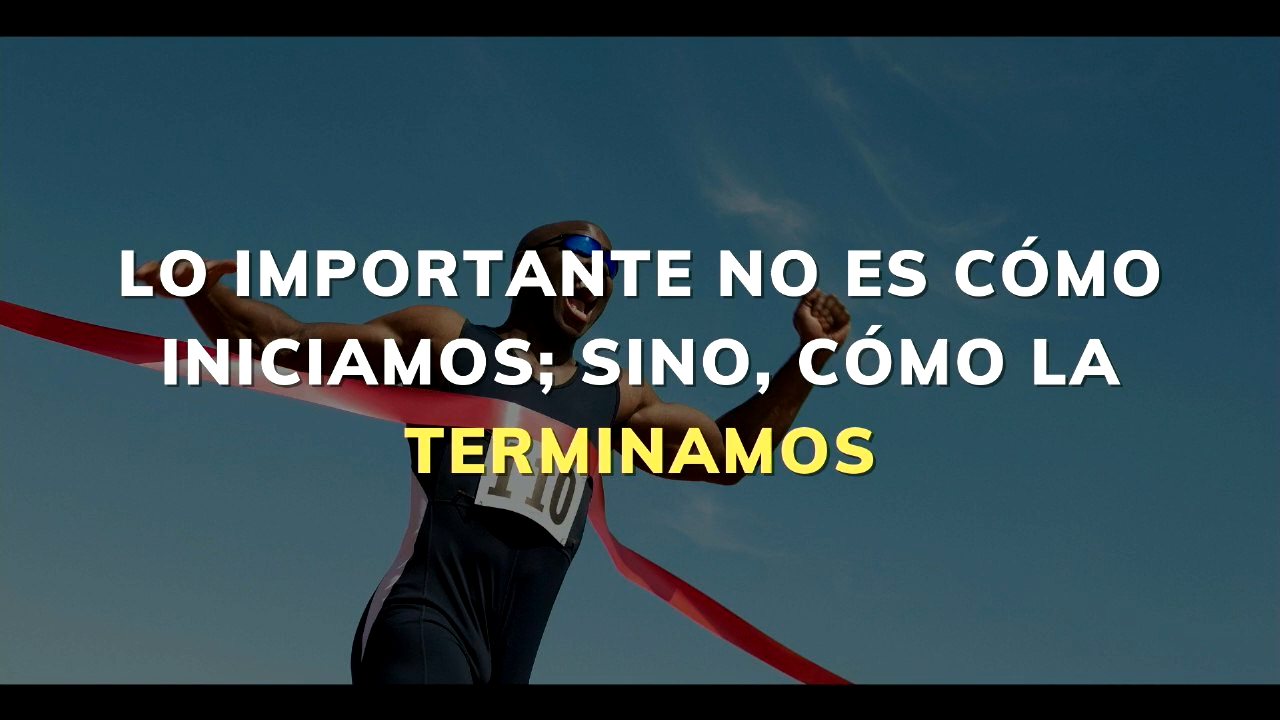 LO IMPORTANTE NO ES CÓMO
INICIAMOS; SINO, CÓMO LA
TERMINAMOS
110